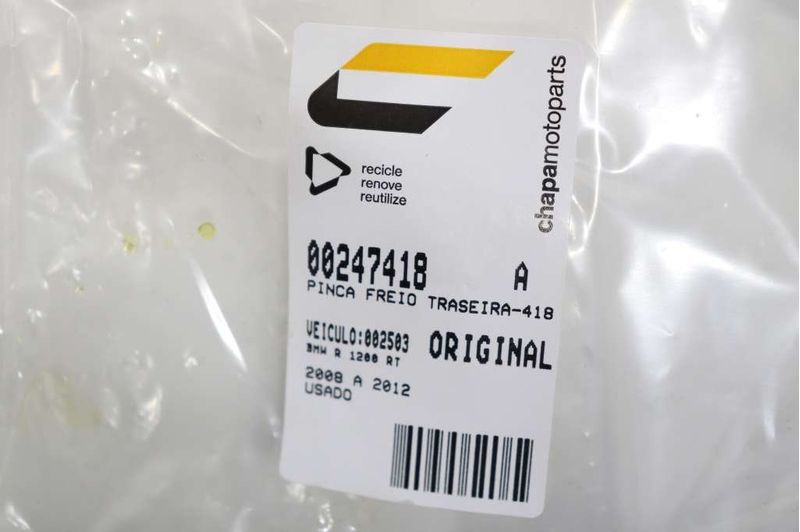 chapamotoparts
recicle
renove
reutilize
00247418 A
PINCA FREIO TRASEIRA-418
VEICULO:002503 ORIGINAL
BMW R 1200 RT
2008 A 2012
USADO